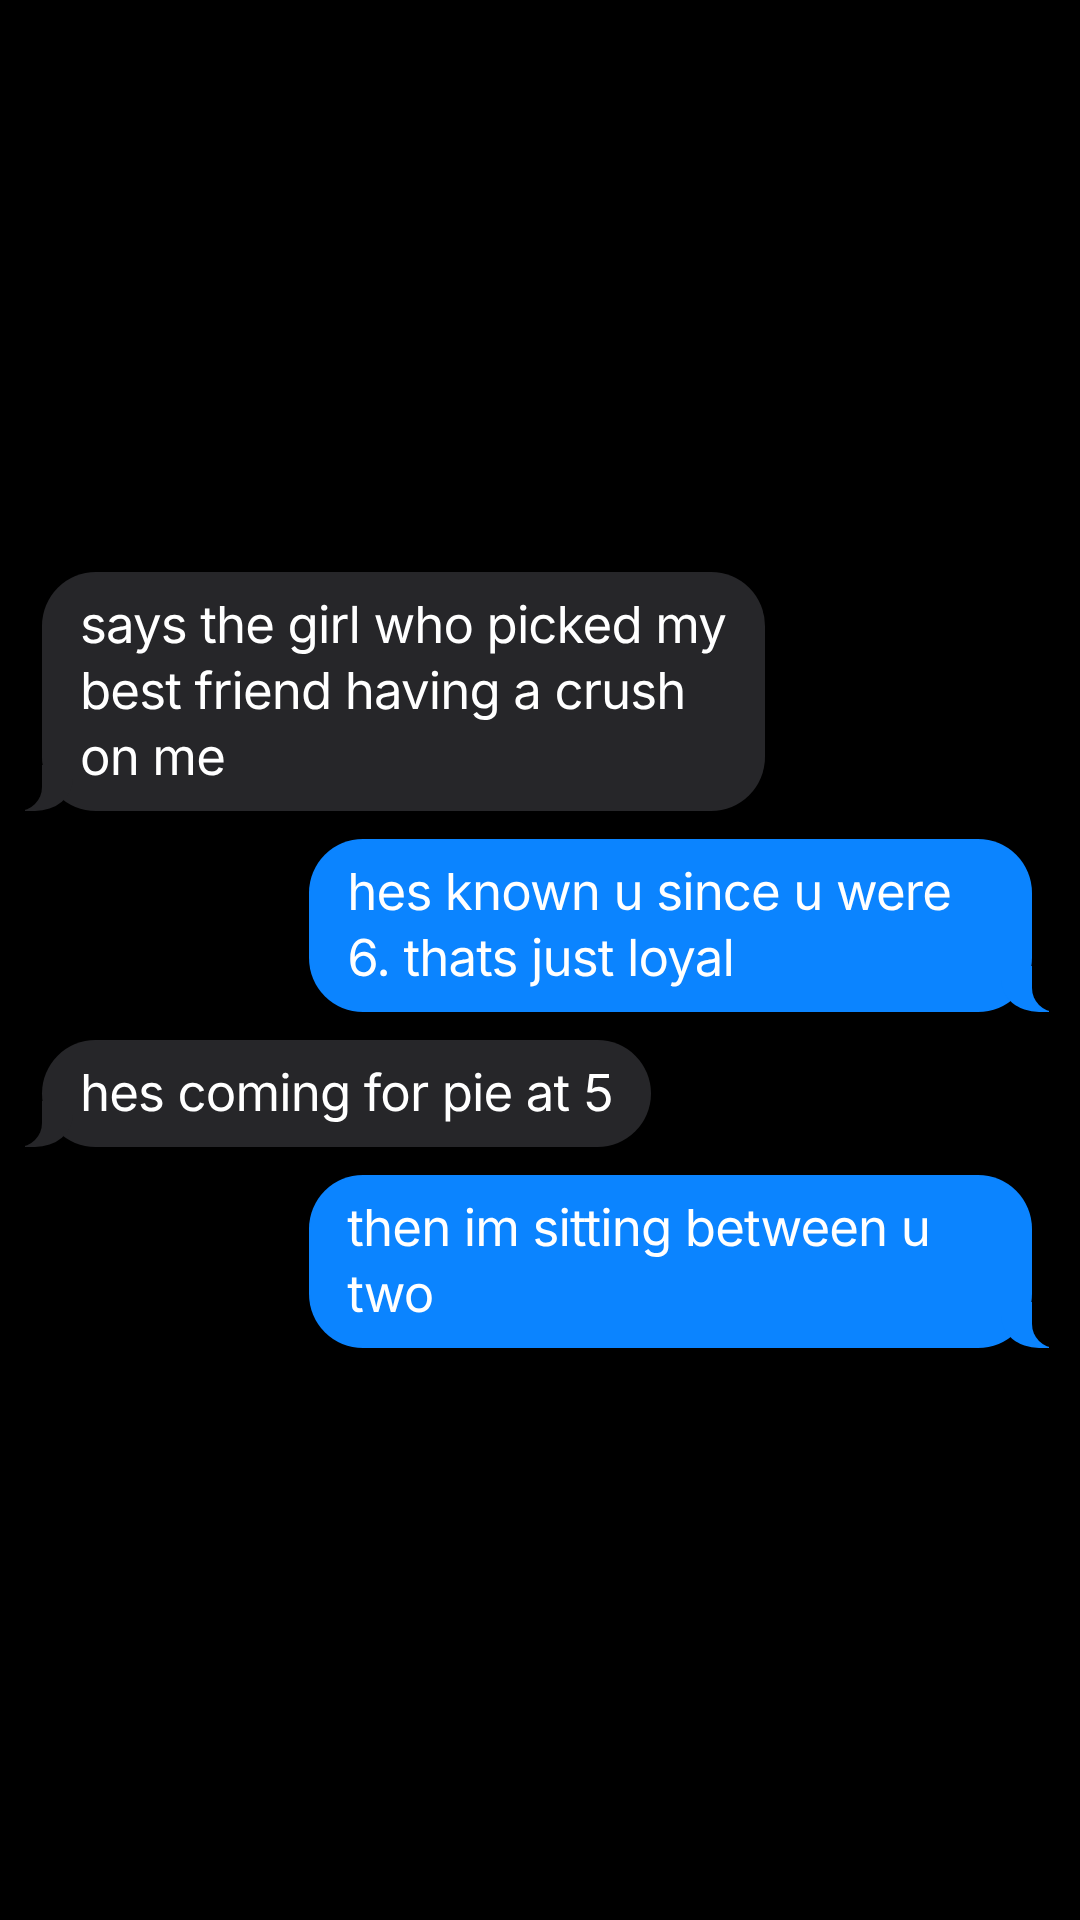 says the girl who picked my
best friend having a crush
on me
hes known u since u were
6. thats just loyal
hes coming for pie at 5
then im sitting between u
two